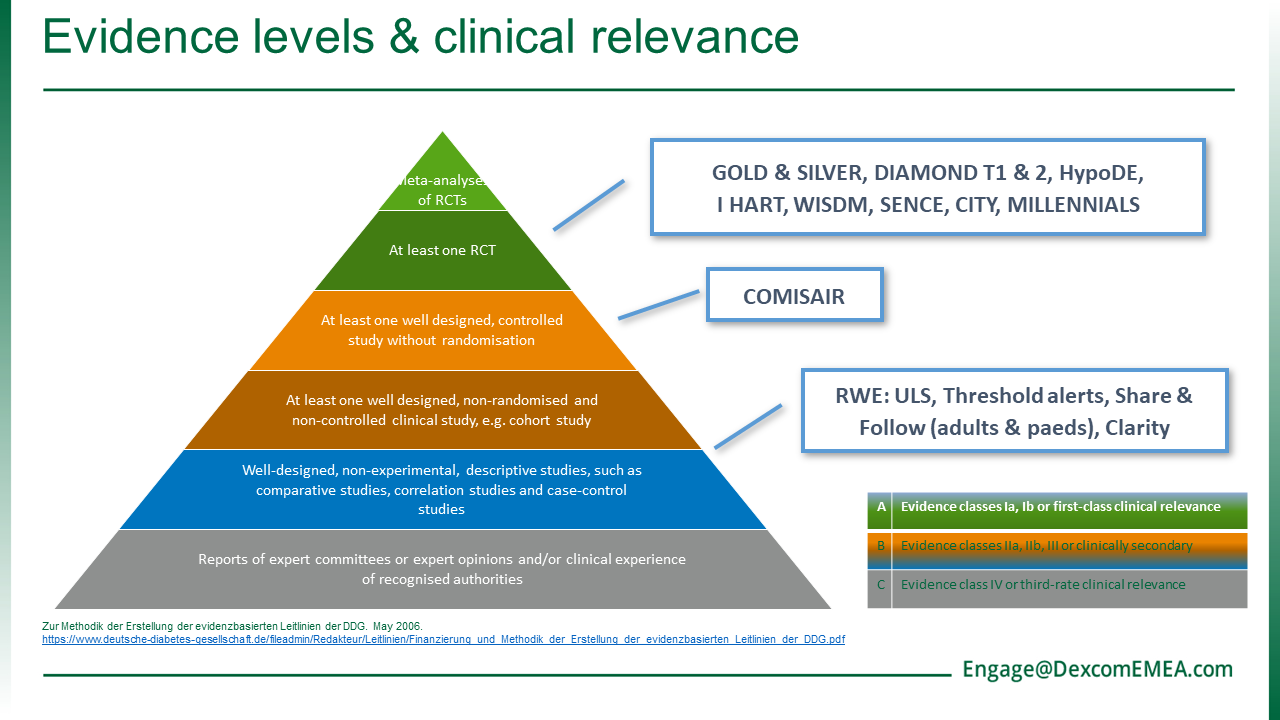 Evidence levels & clinical relevance
Meta-analyses
of RCTs
At least one RCT
At least one well designed, controlled
study without randomisation
At least one well designed, non-randomised and
non-controlled clinical study, e.g. cohort study
Well-designed, non-experimental, descriptive studies, such as
comparative studies, correlation studies and case-control
studies
Reports of expert committees or expert opinions and/or clinical experience
of recognised authorities
GOLD & SILVER, DIAMOND T1 & 2, HypoDE,
I HART, WISDM, SENCE, CITY, MILLENNIALS
COMISAIR
RWE: ULS, Threshold alerts, Share &
Follow (adults & paeds), Clarity
A Evidence classes Ia, Ib or first-class clinical relevance
B Evidence classes IIa, IIb, III or clinically secondary
C Evidence class IV or third-rate clinical relevance
Zur Methodik der Erstellung der evidenzbasierten Leitlinien der DDG. May 2006.
https://www.deutsche-diabetes-gesellschaft.de/fileadmin/Redakteur/Leitlinien/Finanzierung_und_Methodik_der_Erstellung_der_evidenzbasierten_Leitlinien_der_DDG.pdf
Engage@DexcomEMEA.com